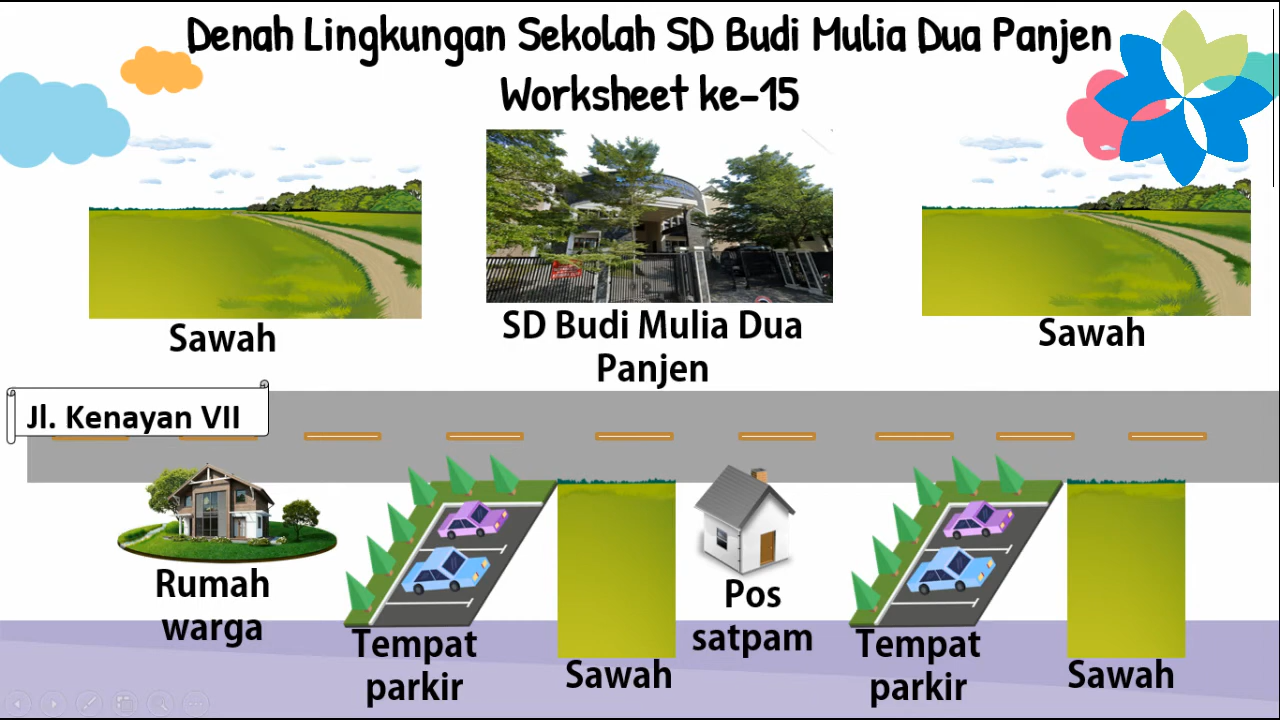 Denah Lingkungan Sekolah SD Budi Mulia Dua Panjen
Worksheet ke-15
Sawah
SD Budi Mulia Dua
Panjen
Sawah
Jl. Kenayan VII
Rumah
warga
Tempat
parkir
Sawah
Pos
satpam
Tempat
parkir
Sawah